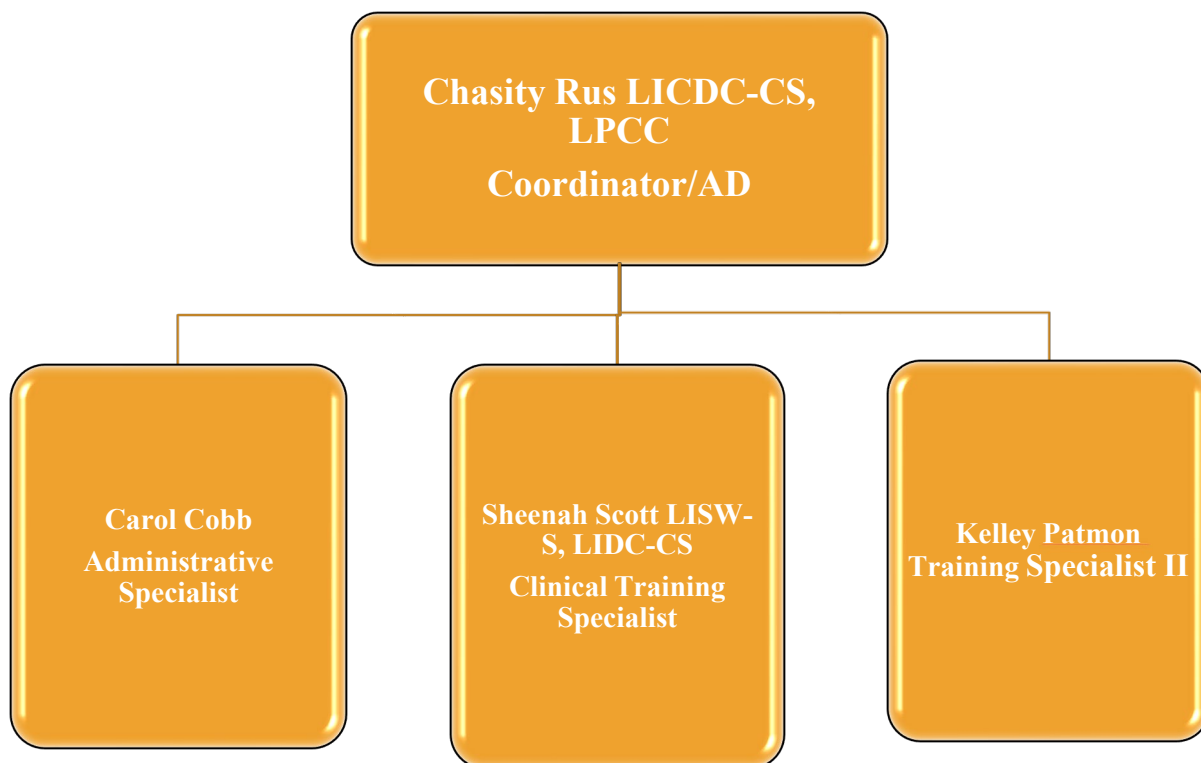 Chasity Rus LICDC-CS,
LPCC
Coordinator/AD
Carol Cobb
Administrative
Specialist
Sheenah Scott LISW-
S, LIDC-CS
Clinical Training
Specialist
Kelley Patmon
Training Specialist II